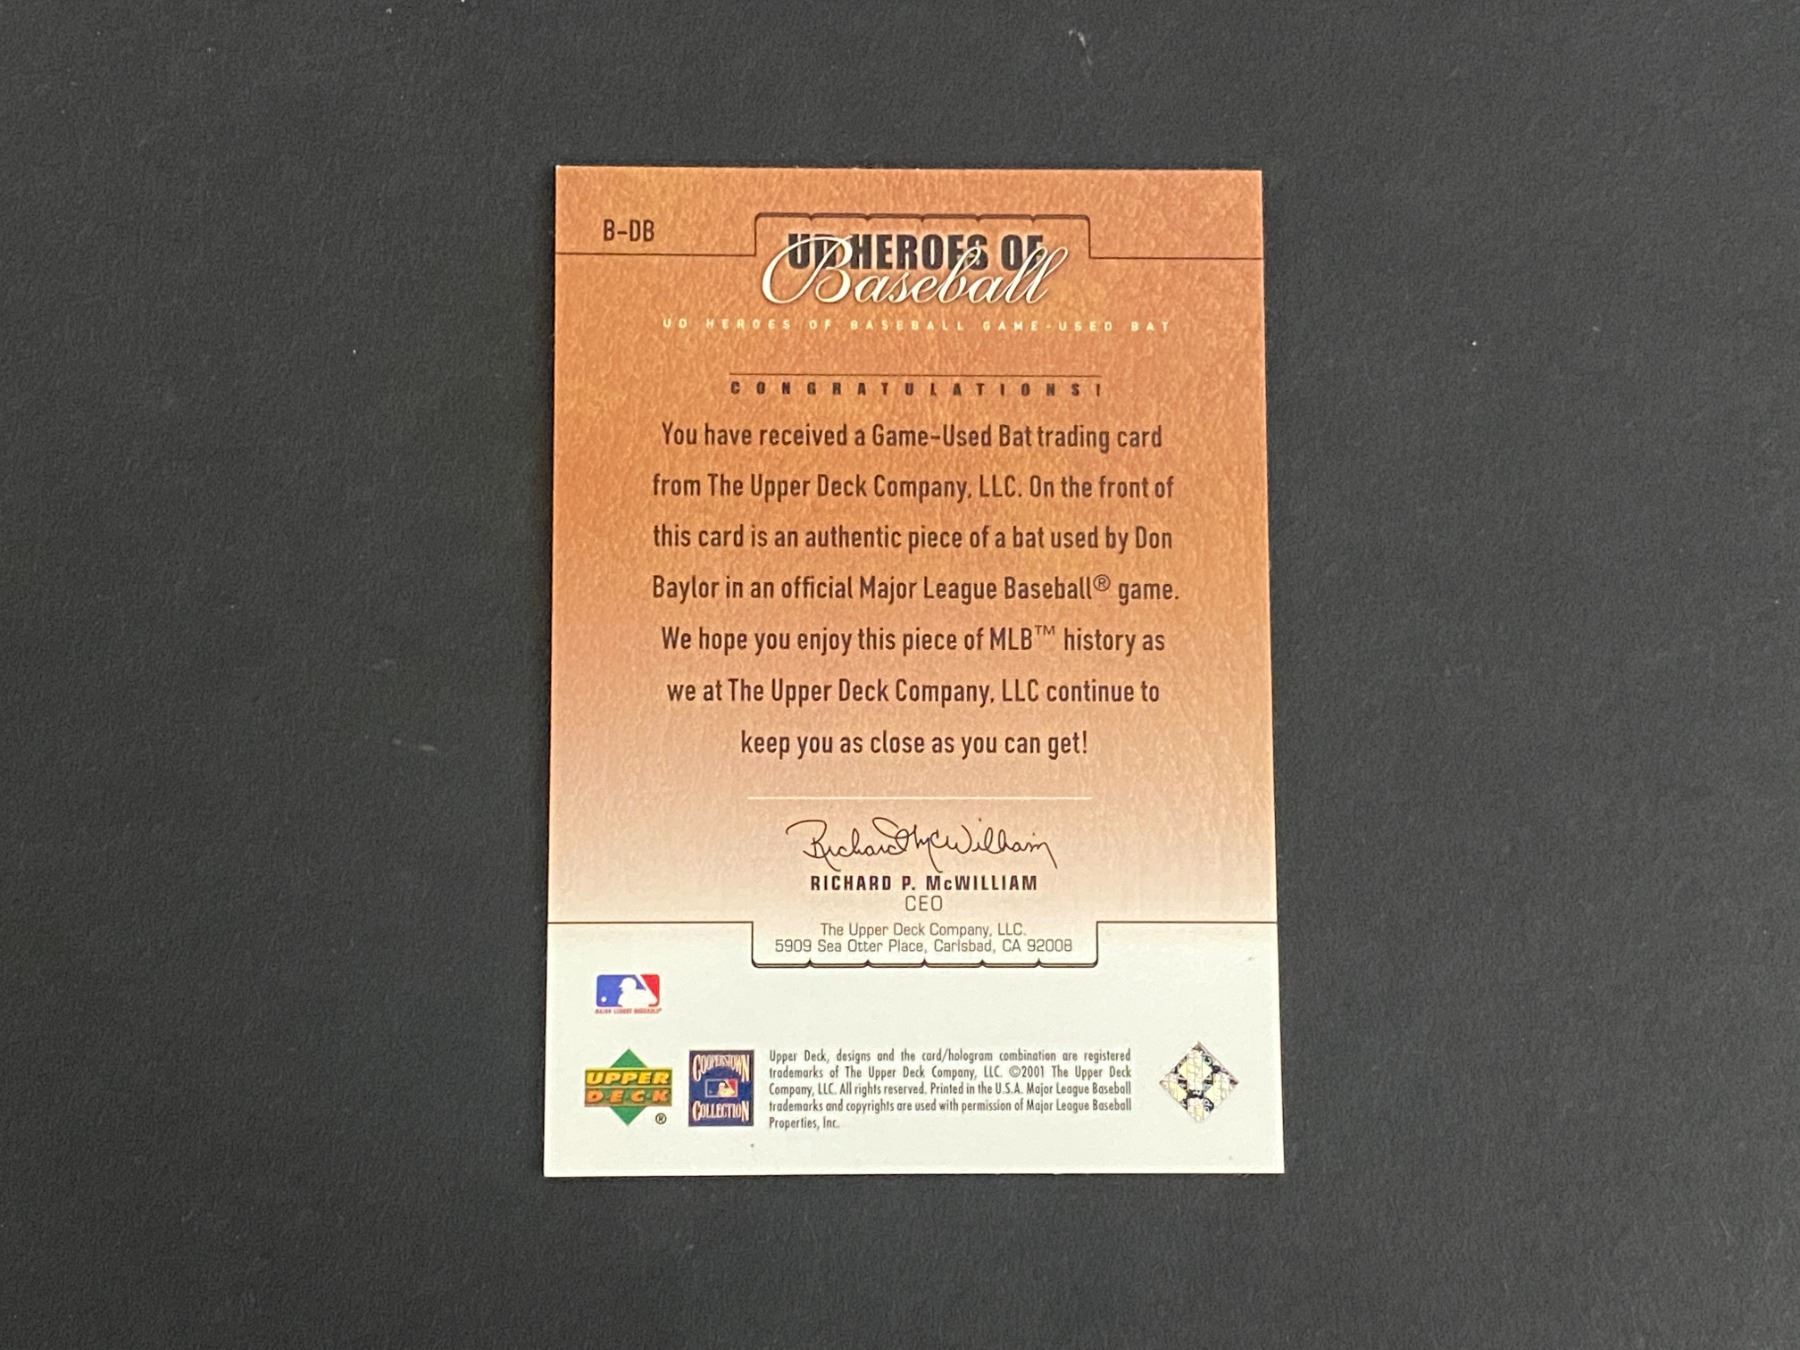 B-DB
UD HEROES OF
Baseball
UD HEROES OF BASEBALL GAME-USED BAT
CONGRATULATIONS!
You have received a Game-Used Bat trading card
from The Upper Deck Company, LLC. On the front of
this card is an authentic piece of a bat used by Don
Baylor in an official Major League Baseball® game.
We hope you enjoy this piece of MLB™ history as
we at The Upper Deck Company, LLC continue to
keep you as close as you can get!
Richard McWilliam
RICHARD P. McWILLIAM
CEO
The Upper Deck Company, LLC.
5909 Sea Otter Place, Carlsbad, CA 92008
MAJOR LEAGUE BASEBALL®
UPPER
DECK
®
COOPERSTOWN
COLLECTION
Upper Deck, designs and the card/hologram combination are registered
trademarks of The Upper Deck Company, LLC. ©2001 The Upper Deck
Company, LLC. All rights reserved. Printed in the U.S.A. Major League Baseball
trademarks and copyrights are used with permission of Major League Baseball
Properties, Inc.